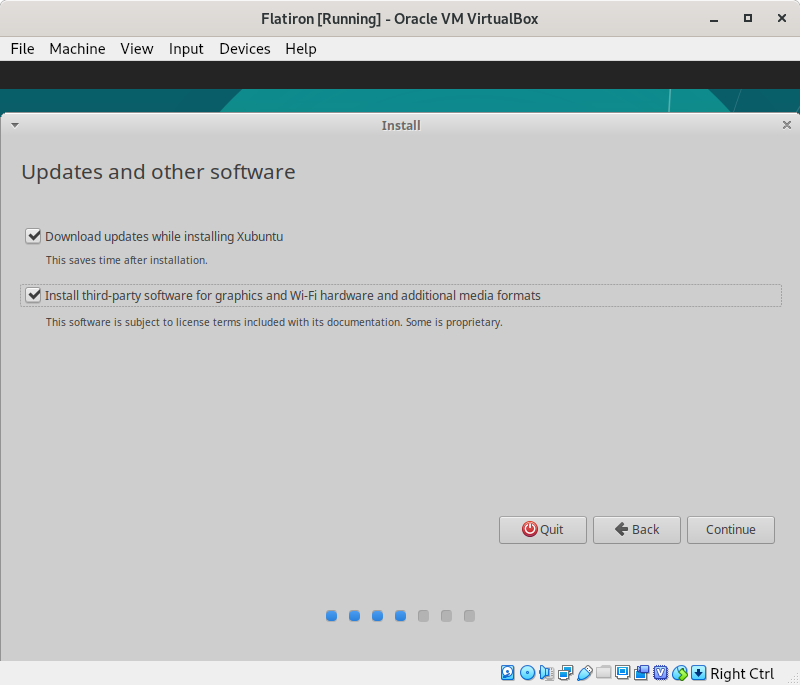 Flatiron [Running] - Oracle VM VirtualBox
File Machine View Input Devices Help
Install
Updates and other software
Download updates while installing Xubuntu
This saves time after installation.
Install third-party software for graphics and Wi-Fi hardware and additional media formats
This software is subject to license terms included with its documentation. Some is proprietary.
Quit Back Continue
Right Ctrl